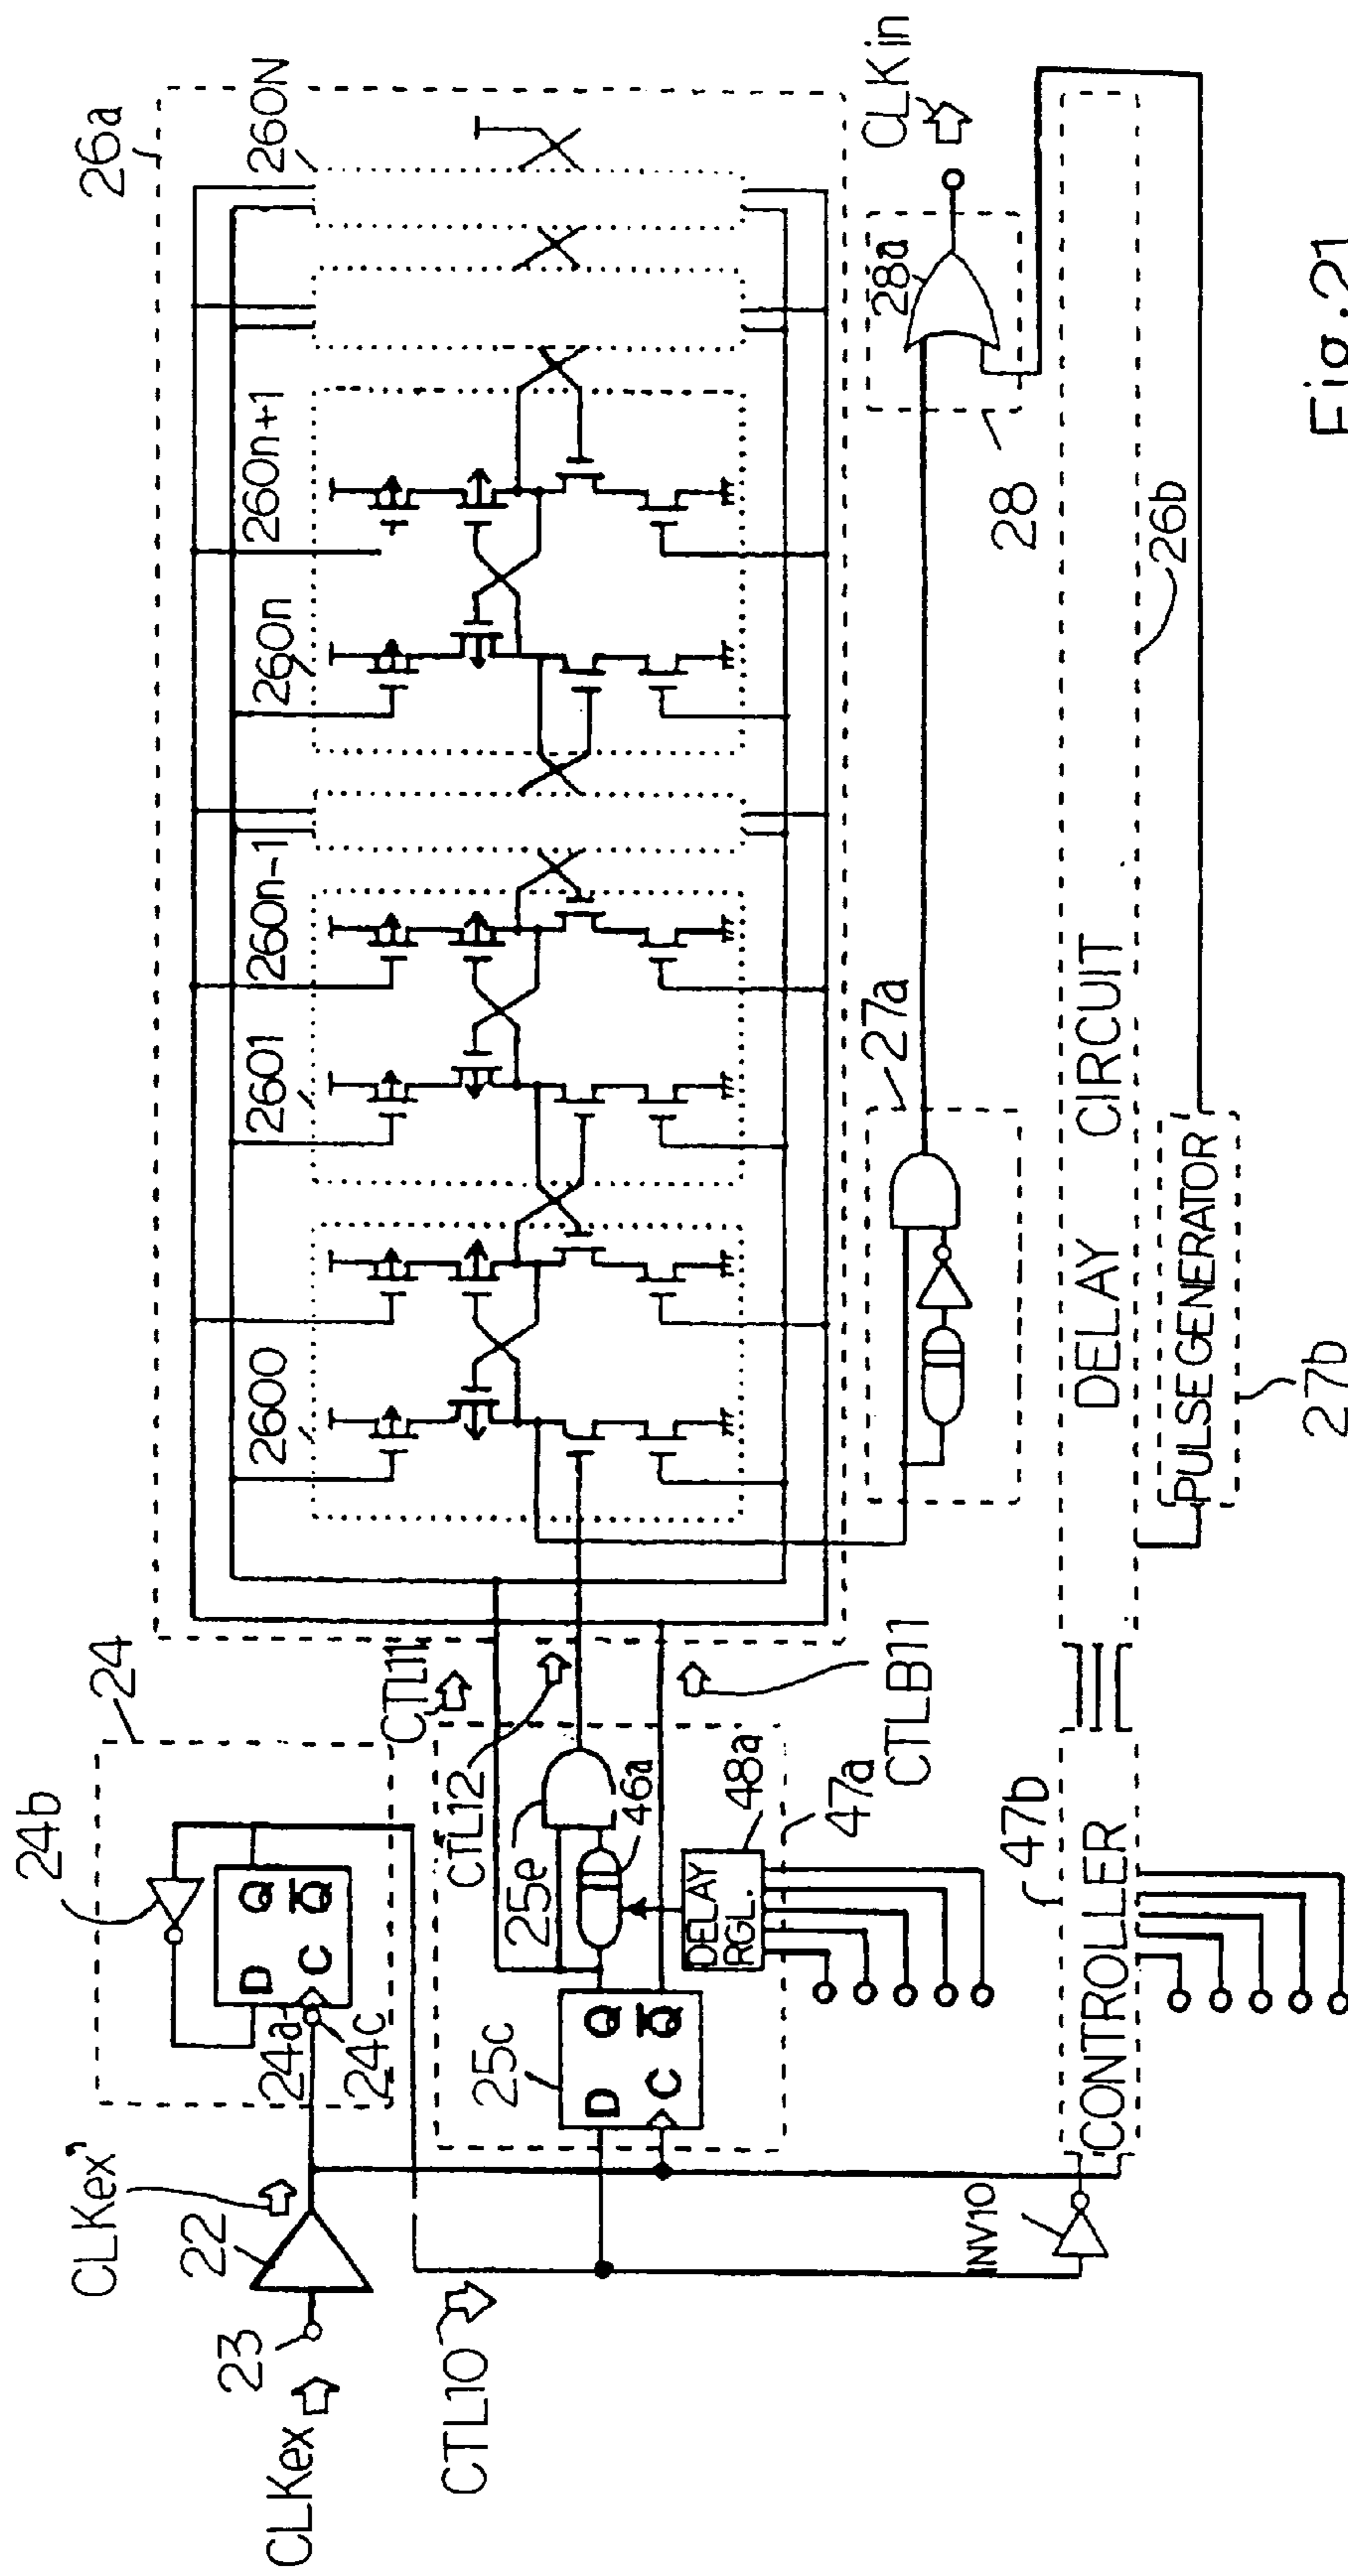 26a
2600
2601
260n-1
260n
260n+1
260N
24
24b
D Q
C Q
24a
24c
CLKex'
22
23
CLKex
CTL10
CTL11
CTL12
25e
46a
25c
D Q
C Q
DELAY
RGL.
48a
47a
CTLB11
27a
28a
28
CLKin
INV10
47b
CONTROLLER
DELAY CIRCUIT
26b
PULSE GENERATOR
27b
Fig.21